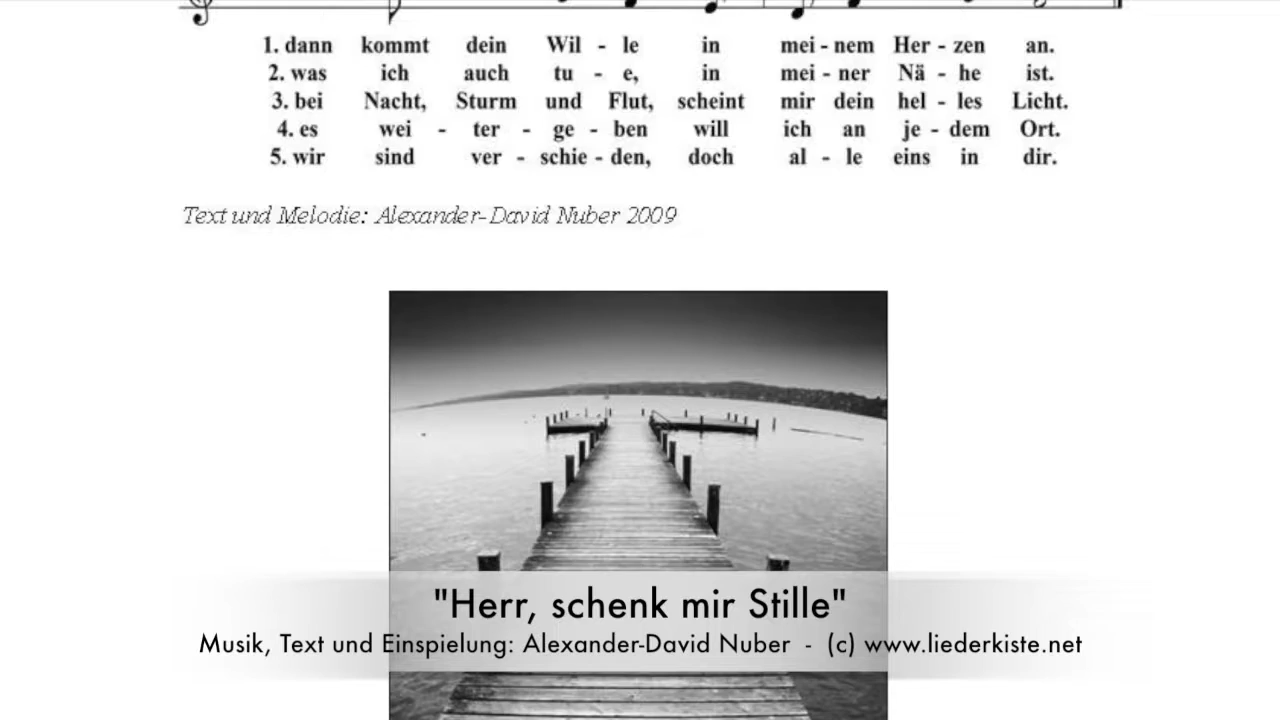 1. dann kommt dein Wil - le in mei - nem Her - zen an.
2. was ich auch tu - e, in mei - ner Nä - he ist.
3. bei Nacht, Sturm und Flut, scheint mir dein hel - les Licht.
4. es wei - ter - ge - ben will ich an je - dem Ort.
5. wir sind ver - schie - den, doch al - le eins in dir.
Text und Melodie: Alexander-David Nuber 2009
"Herr, schenk mir Stille"
Musik, Text und Einspielung: Alexander-David Nuber - (c) www.liederkiste.net